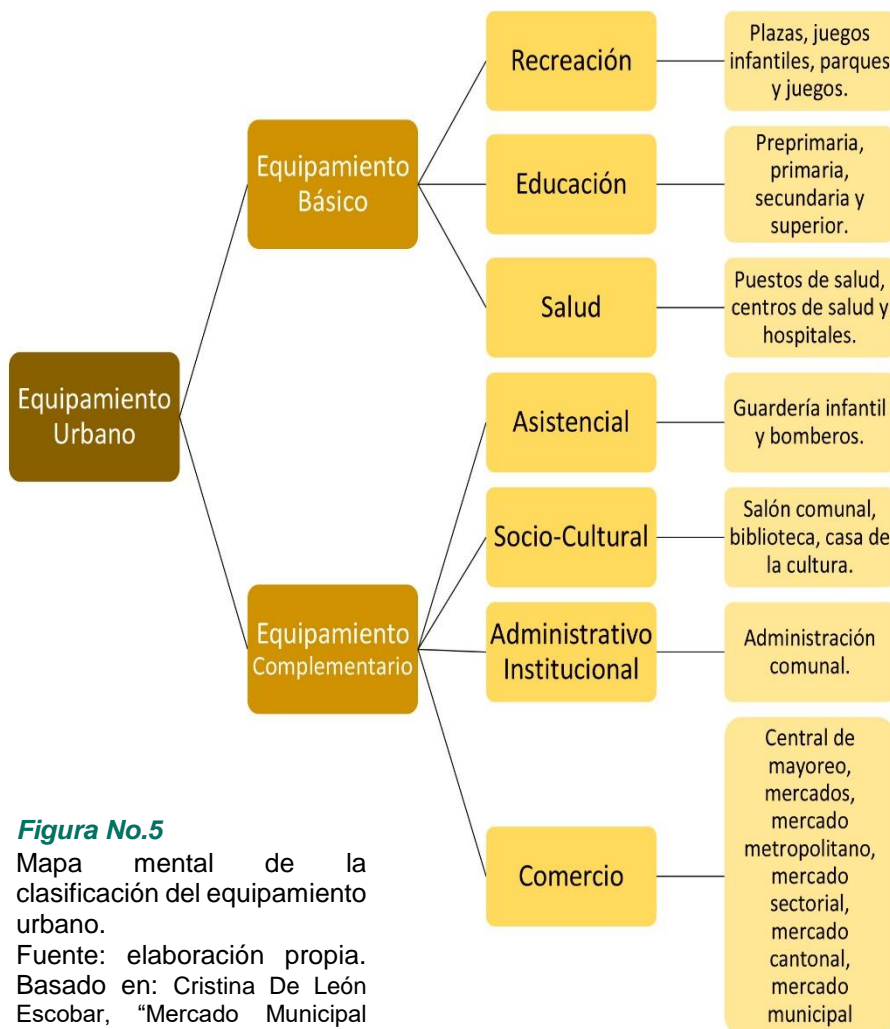 Equipamiento
Urbano
Equipamiento
Básico
Recreación
Plazas, juegos
infantiles, parques
y juegos.
Educación
Preprimaria,
primaria,
secundaria y
superior.
Salud
Puestos de salud,
centros de salud y
hospitales.
Equipamiento
Complementario
Asistencial
Guardería infantil
y bomberos.
Socio-Cultural
Salón comunal,
biblioteca, casa de
la cultura.
Administrativo
Institucional
Administración
comunal.
Comercio
Central de
mayoreo,
mercados,
mercado
metropolitano,
mercado
sectorial,
mercado
cantonal,
mercado
municipal
Figura No.5
Mapa mental de la
clasificación del equipamiento
urbano.
Fuente: elaboración propia.
Basado en: Cristina De León
Escobar, “Mercado Municipal